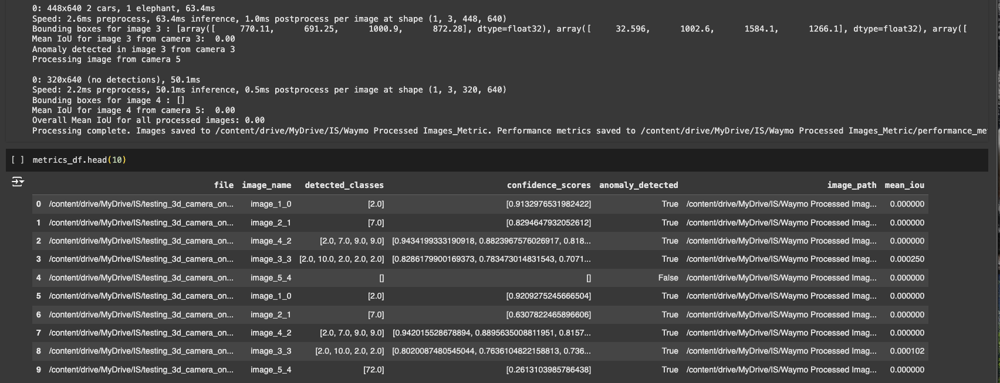 0: 448x640 2 cars, 1 elephant, 63.4ms
Speed: 2.6ms preprocess, 63.4ms inference, 1.0ms postprocess per image at shape (1, 3, 448, 640)
Bounding boxes for image 3 : [array([     770.11,      691.25,      1000.9,      872.28], dtype=float32), array([     32.596,      1002.6,      1584.1,      1266.1], dtype=float32), array([
Mean IoU for image 3 from camera 3:  0.00
Anomaly detected in image 3 from camera 3
Processing image from camera 5
0: 320x640 (no detections), 50.1ms
Speed: 2.2ms preprocess, 50.1ms inference, 0.5ms postprocess per image at shape (1, 3, 320, 640)
Bounding boxes for image 4 : []
Mean IoU for image 4 from camera 5:  0.00
Overall Mean IoU for all processed images: 0.00
Processing complete. Images saved to /content/drive/MyDrive/IS/Waymo Processed Images_Metric. Performance metrics saved to /content/drive/MyDrive/IS/Waymo Processed Images_Metric/performance_me
[ ] metrics_df.head(10)
file image_name detected_classes confidence_scores anomaly_detected image_path mean_iou
0 /content/drive/MyDrive/IS/testing_3d_camera_on... image_1_0 [2.0] [0.9132976531982422] True /content/drive/MyDrive/IS/Waymo Processed Imag... 0.000000
1 /content/drive/MyDrive/IS/testing_3d_camera_on... image_2_1 [7.0] [0.8294647932052612] True /content/drive/MyDrive/IS/Waymo Processed Imag... 0.000000
2 /content/drive/MyDrive/IS/testing_3d_camera_on... image_4_2 [2.0, 7.0, 9.0, 9.0] [0.9434199333190918, 0.8823967576026917, 0.818... True /content/drive/MyDrive/IS/Waymo Processed Imag... 0.000000
3 /content/drive/MyDrive/IS/testing_3d_camera_on... image_3_3 [2.0, 10.0, 2.0, 2.0, 2.0] [0.8286179900169373, 0.783473014831543, 0.7071... True /content/drive/MyDrive/IS/Waymo Processed Imag... 0.000250
4 /content/drive/MyDrive/IS/testing_3d_camera_on... image_5_4 [] [] False /content/drive/MyDrive/IS/Waymo Processed Imag... 0.000000
5 /content/drive/MyDrive/IS/testing_3d_camera_on... image_1_0 [2.0] [0.9209275245666504] True /content/drive/MyDrive/IS/Waymo Processed Imag... 0.000000
6 /content/drive/MyDrive/IS/testing_3d_camera_on... image_2_1 [7.0] [0.6307822465896606] True /content/drive/MyDrive/IS/Waymo Processed Imag... 0.000000
7 /content/drive/MyDrive/IS/testing_3d_camera_on... image_4_2 [2.0, 7.0, 9.0, 9.0] [0.942015528678894, 0.8895635008811951, 0.8157... True /content/drive/MyDrive/IS/Waymo Processed Imag... 0.000000
8 /content/drive/MyDrive/IS/testing_3d_camera_on... image_3_3 [2.0, 10.0, 2.0, 2.0] [0.8020087480545044, 0.7636104822158813, 0.736... True /content/drive/MyDrive/IS/Waymo Processed Imag... 0.000102
9 /content/drive/MyDrive/IS/testing_3d_camera_on... image_5_4 [72.0] [0.2613103985786438] True /content/drive/MyDrive/IS/Waymo Processed Imag... 0.000000